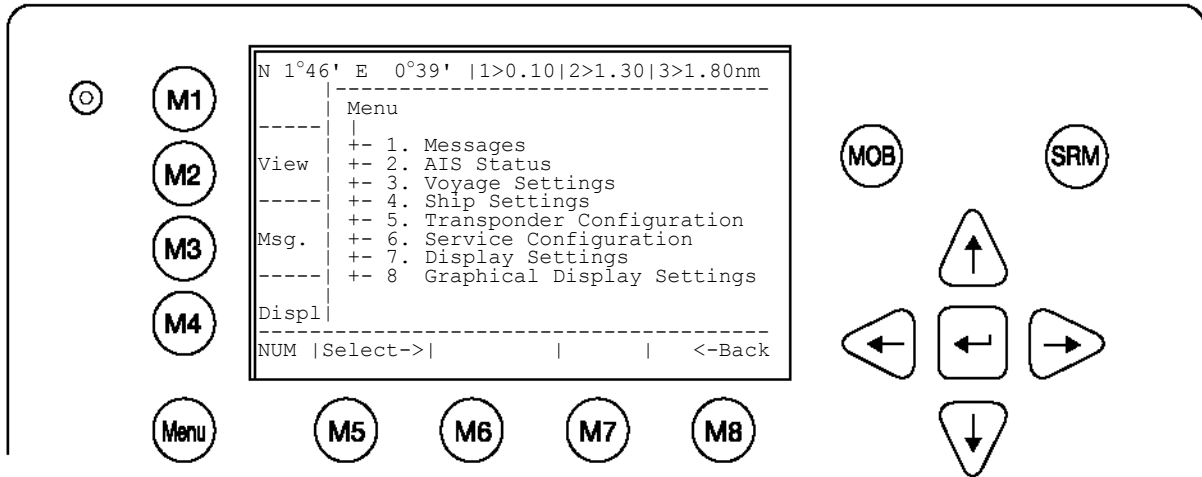 N 1°46' E 0°39' |1>0.10|2>1.30|3>1.80nm
M1
Menu
+- 1. Messages
MOB
SRM
View
+- 2. AIS Status
M2
+- 3. Voyage Settings
+- 4. Ship Settings
+- 5. Transponder Configuration
Msg.
+- 6. Service Configuration
M3
+- 7. Display Settings
+- 8 Graphical Display Settings
Displ
M4
NUM |Select->| | | <-Back
Menu
M5
M6
M7
M8